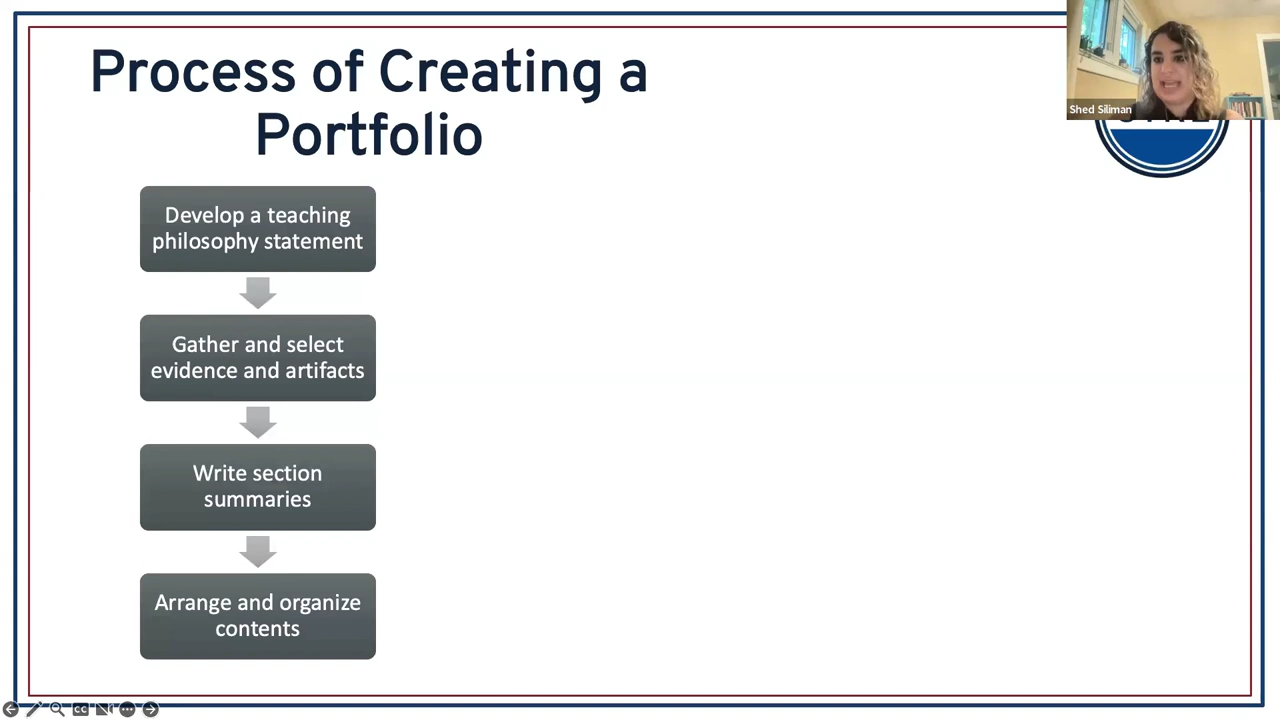 Process of Creating a
Portfolio
Shed Siliman
Develop a teaching
philosophy statement
Gather and select
evidence and artifacts
Write section
summaries
Arrange and organize
contents
CC